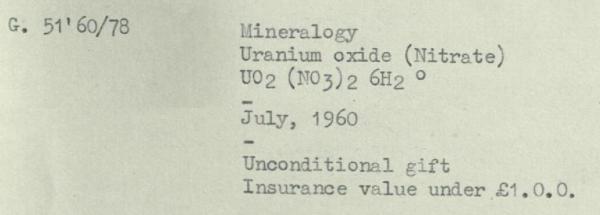 G. 51'60/78
Mineralogy
Uranium oxide (Nitrate)
UO2 (NO3)2 6H2 º
–
July, 1960
–
Unconditional gift
Insurance value under £1.0.0.